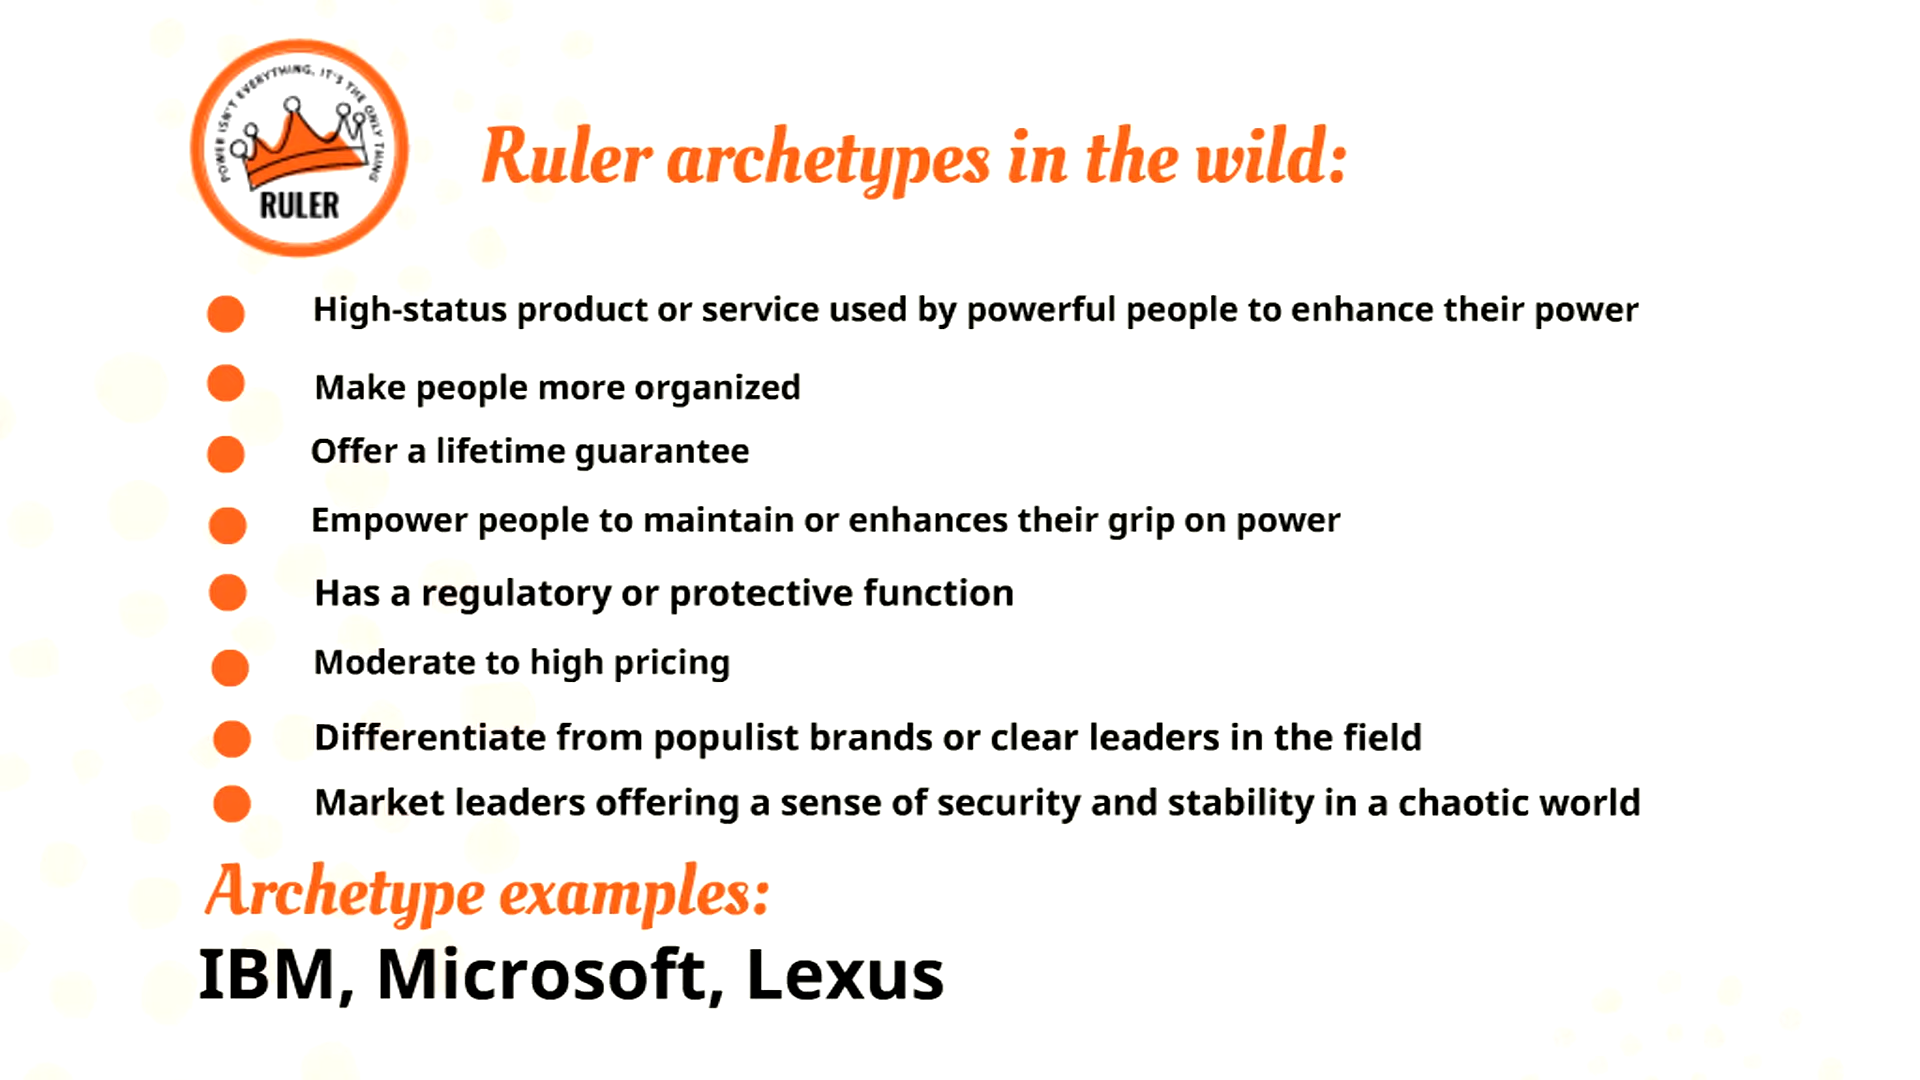 POWER ISN'T EVERYTHING, IT'S THE ONLY THING
RULER
Ruler archetypes in the wild:
High-status product or service used by powerful people to enhance their power
Make people more organized
Offer a lifetime guarantee
Empower people to maintain or enhances their grip on power
Has a regulatory or protective function
Moderate to high pricing
Differentiate from populist brands or clear leaders in the field
Market leaders offering a sense of security and stability in a chaotic world
Archetype examples:
IBM, Microsoft, Lexus